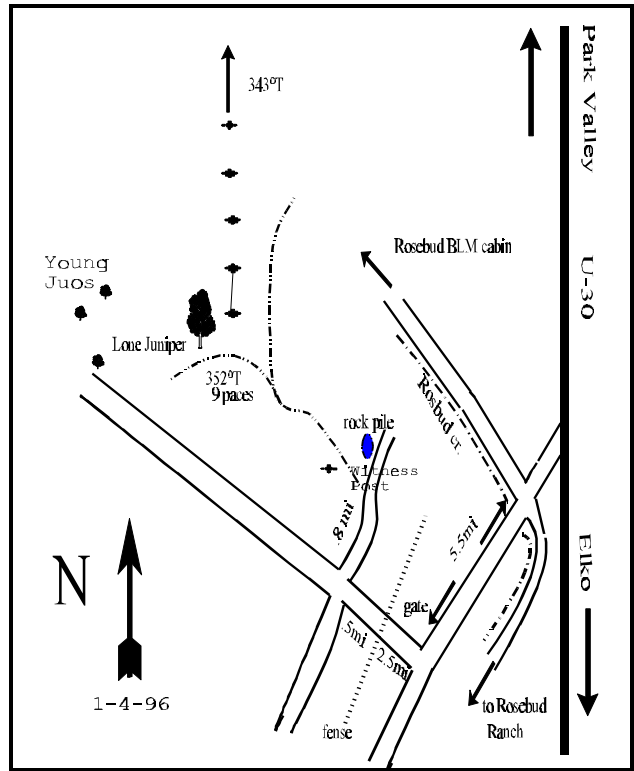 Park Valley
343°T
Rosebud BLM cabin
Young
Juos
U-30
Lone Juniper
352°T
9 paces
Rosbud cr.
rock pile
Witness
Post
.8 mi
5.5mi
Elko
N
gate
.5mi
2.5mi
1-4-96
to Rosebud
Ranch
fense